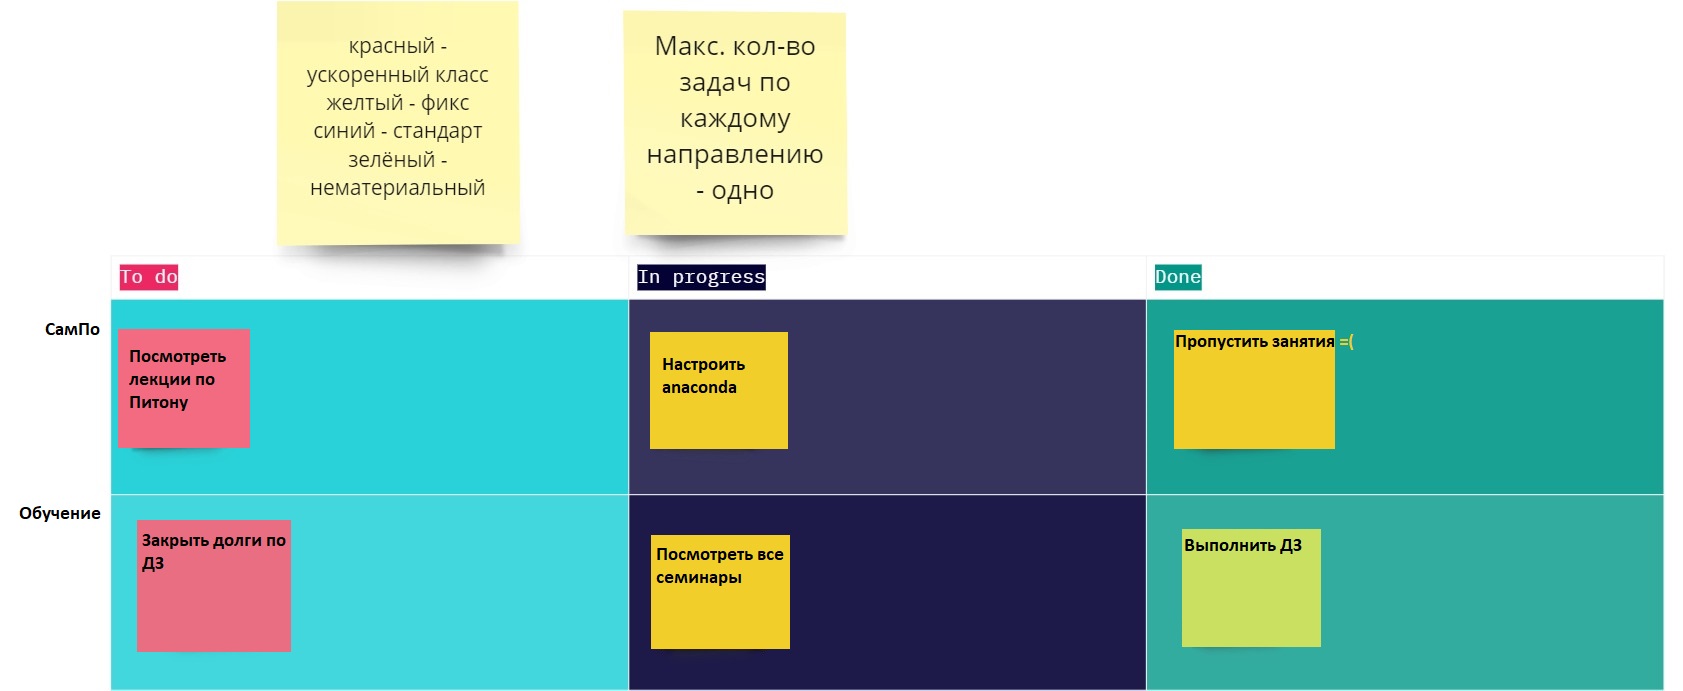 красный -
ускоренный класс
желтый - фикс
синий - стандарт
зелёный -
нематериальный
Макс. кол-во
задач по
каждому
направлению
- одно
To do
In progress
Done
СамПо
Посмотреть
лекции по
Питону
Настроить
anaconda
Пропустить занятия =(
Обучение
Закрыть долги по
ДЗ
Посмотреть все
семинары
Выполнить ДЗ